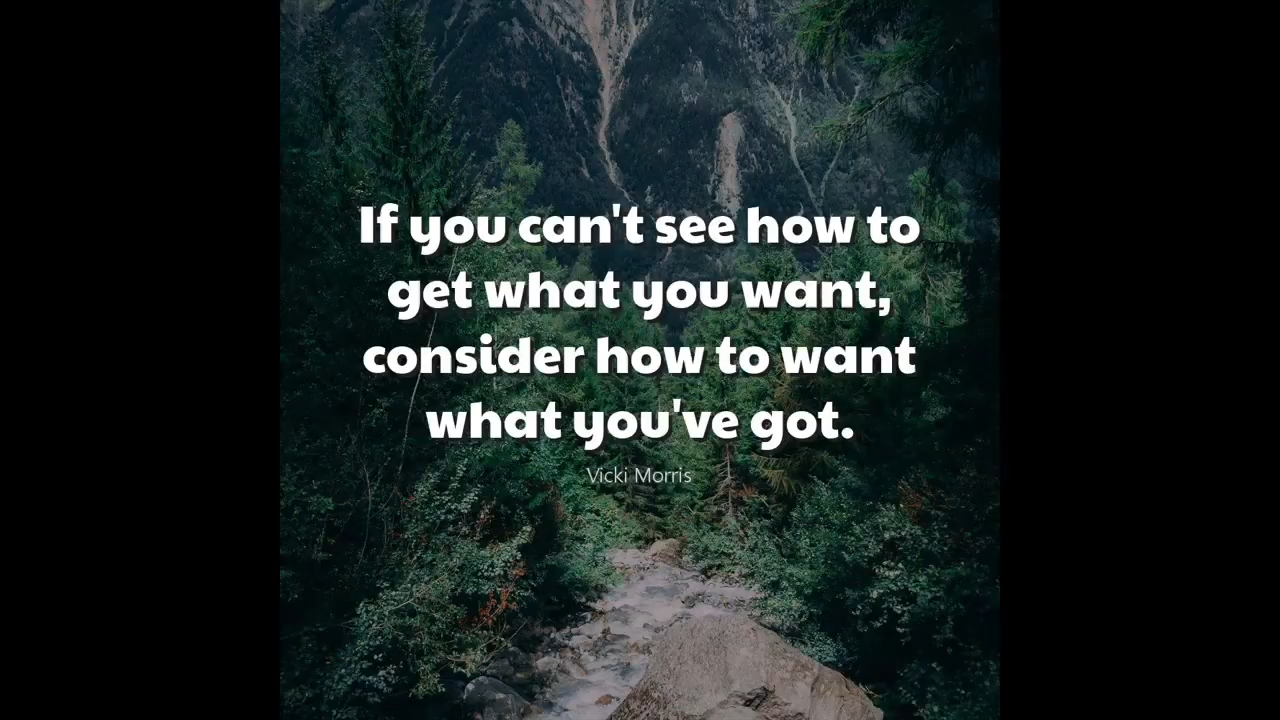 If you can't see how to
get what you want,
consider how to want
what you've got.
Vicki Morris